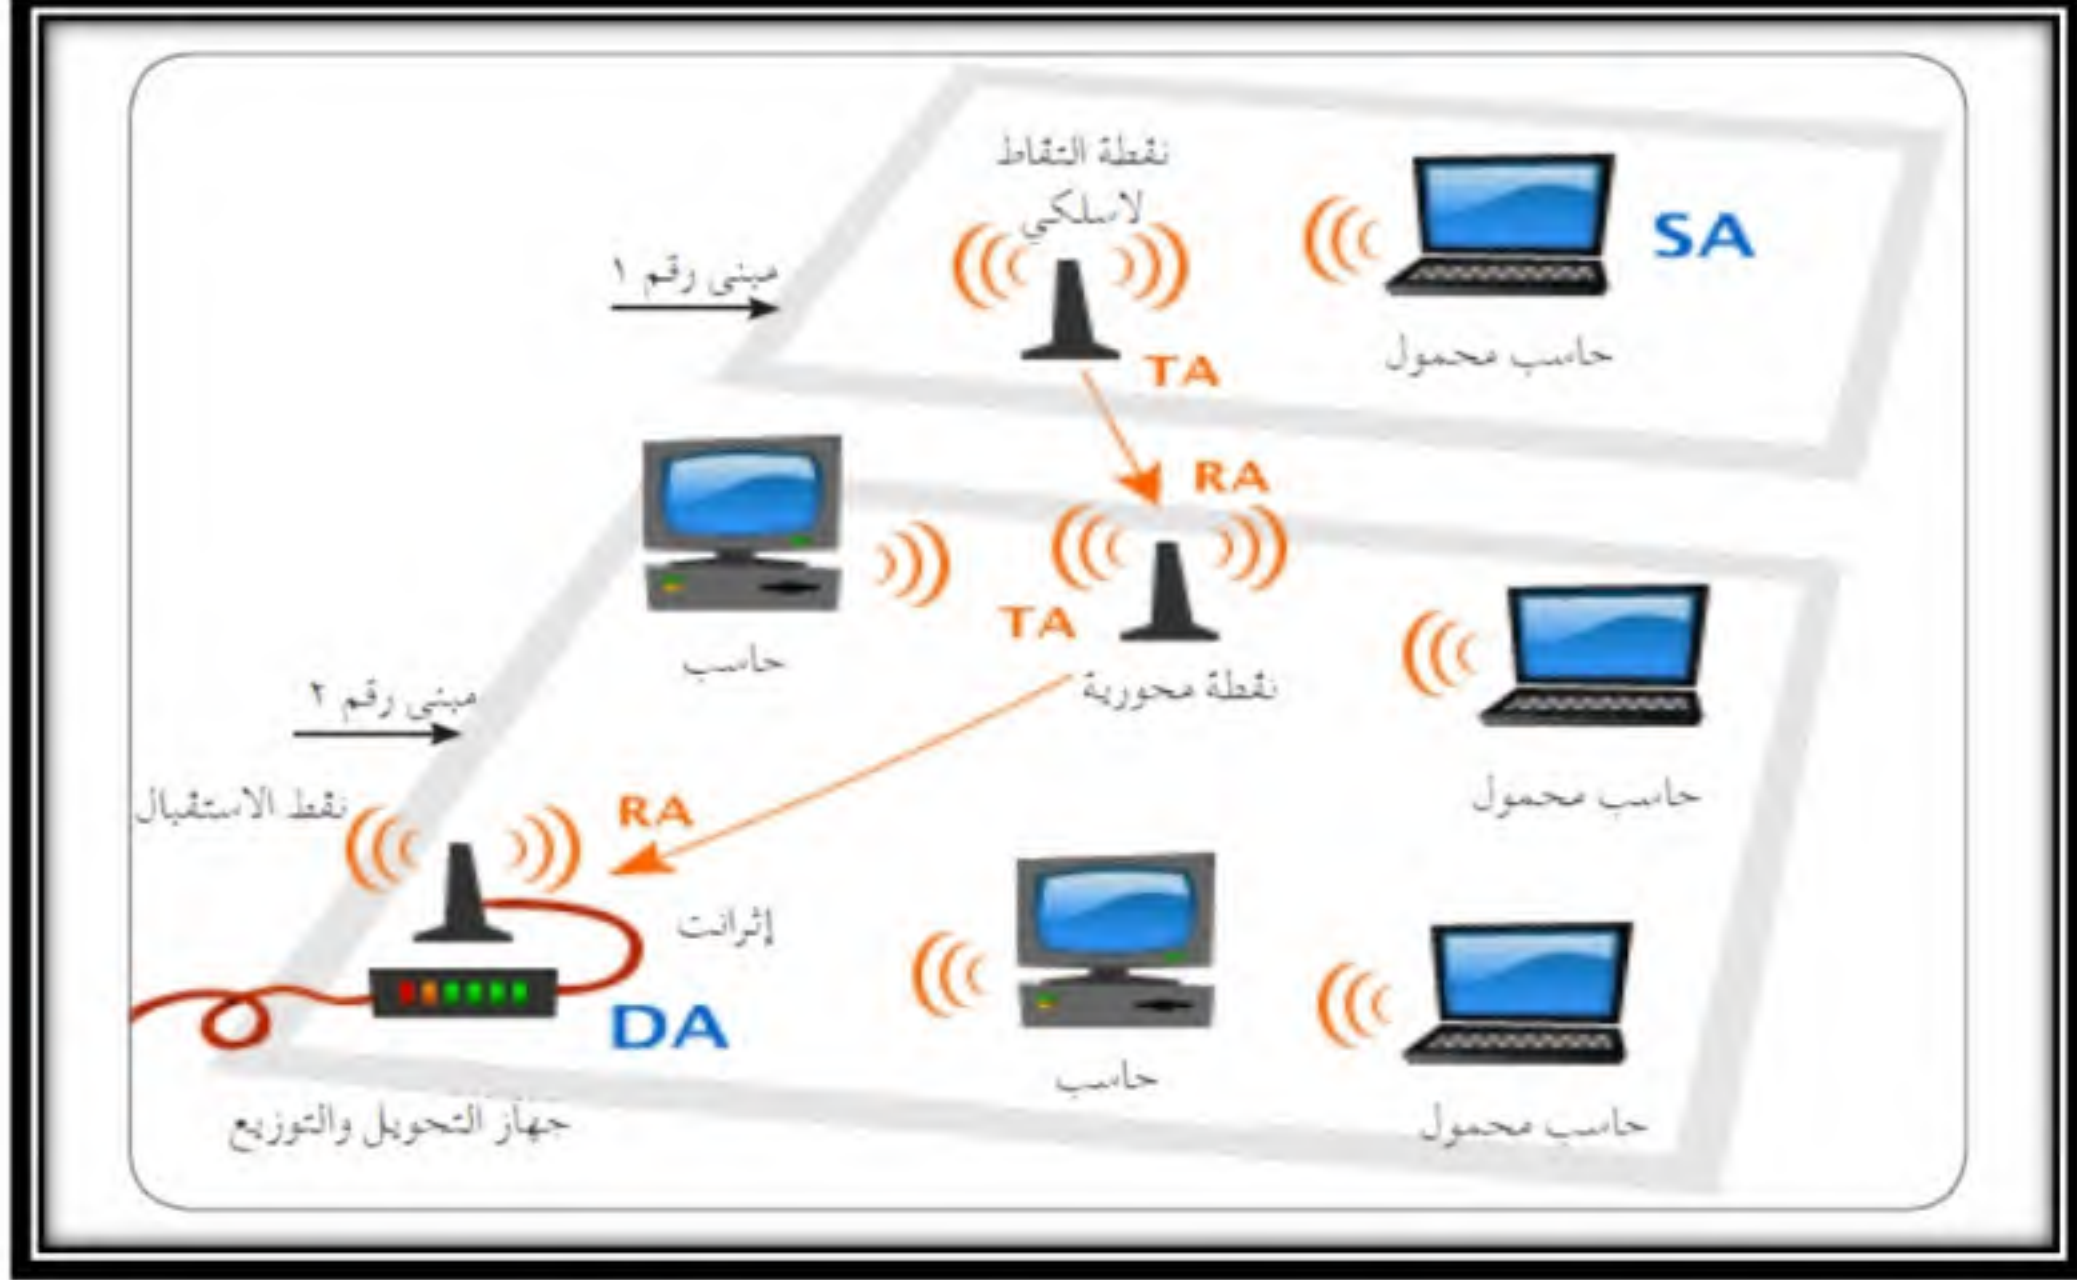 نقطة التقاط
لاسلكي
SA
مبنى رقم ١
حاسب محمول
TA
RA
TA
حاسب
نقطة محورية
مبنى رقم ٢
حاسب محمول
نقط الاستقبال
RA
إثرانت
DA
حاسب
جهاز التحويل والتوزيع
حاسب محمول